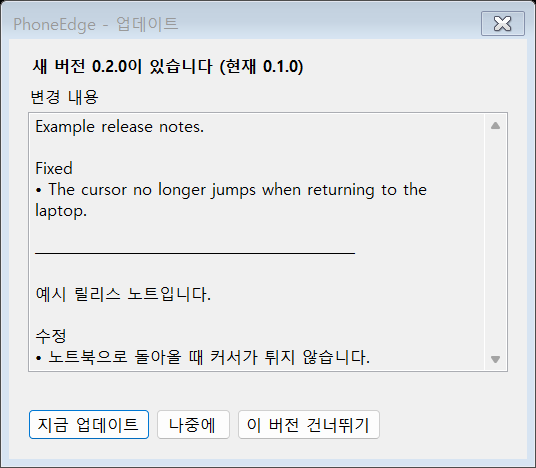 PhoneEdge - 업데이트
새 버전 0.2.0이 있습니다 (현재 0.1.0)
변경 내용
Example release notes.
Fixed
• The cursor no longer jumps when returning to the
laptop.
예시 릴리스 노트입니다.
수정
• 노트북으로 돌아올 때 커서가 튀지 않습니다.
지금 업데이트 나중에 이 버전 건너뛰기